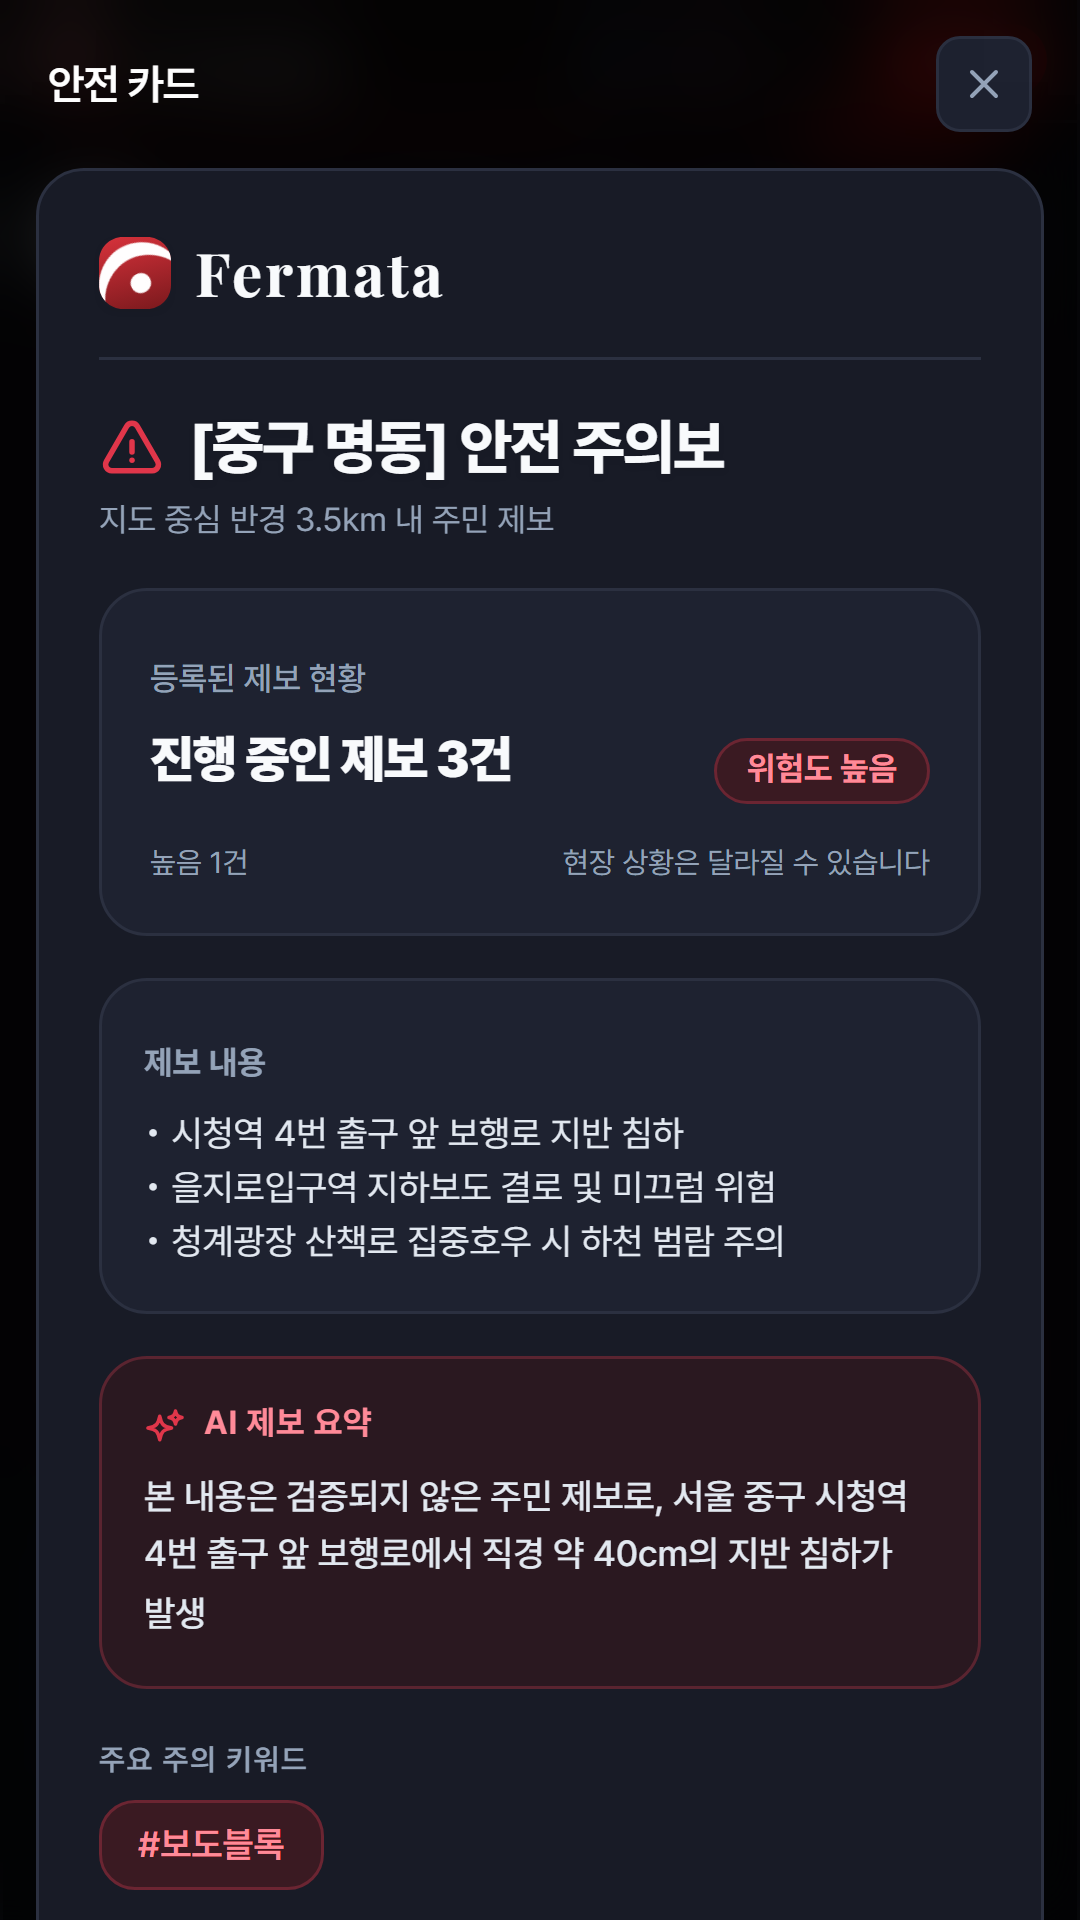 안전 카드
Fermata
[중구 명동] 안전 주의보
지도 중심 반경 3.5km 내 주민 제보
등록된 제보 현황
진행 중인 제보 3건
위험도 높음
높음 1건
현장 상황은 달라질 수 있습니다
제보 내용
• 시청역 4번 출구 앞 보행로 지반 침하
• 을지로입구역 지하보도 결로 및 미끄럼 위험
• 청계광장 산책로 집중호우 시 하천 범람 주의
AI 제보 요약
본 내용은 검증되지 않은 주민 제보로, 서울 중구 시청역
4번 출구 앞 보행로에서 직경 약 40cm의 지반 침하가
발생
주요 주의 키워드
#보도블록